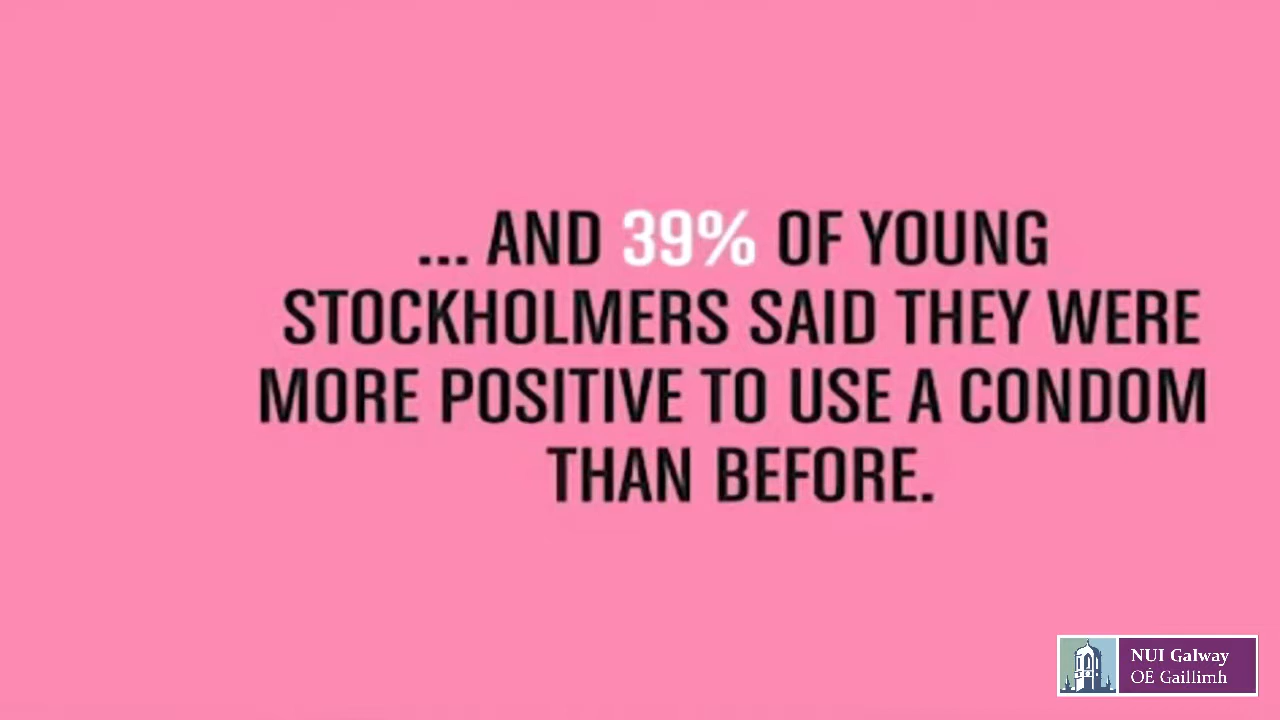 ... AND 39% OF YOUNG
STOCKHOLMERS SAID THEY WERE
MORE POSITIVE TO USE A CONDOM
THAN BEFORE.
NUI Galway
OÉ Gaillimh